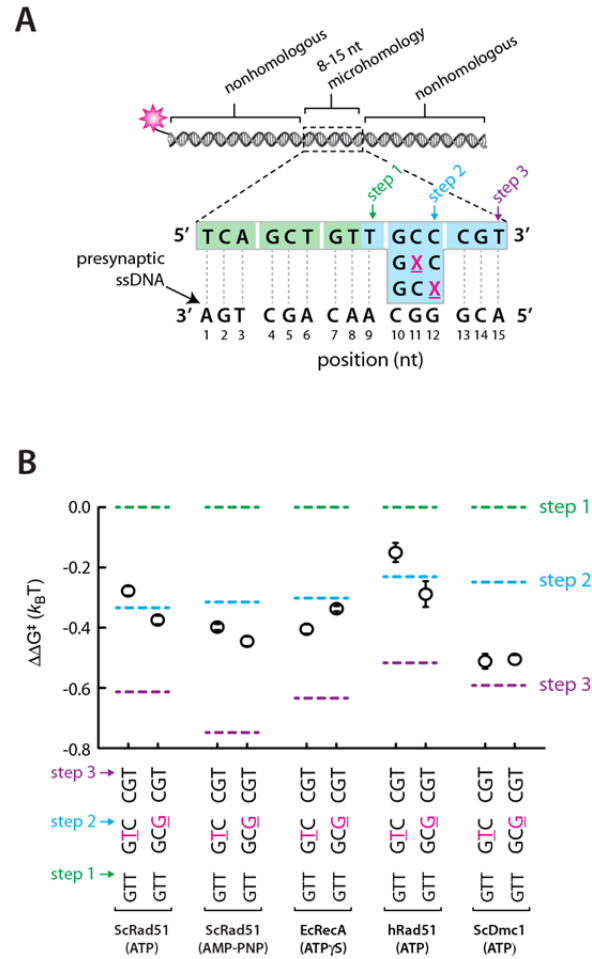 A
nonhomologous
8-15 nt
microhomology
nonhomologous
step 1
step 2
step 3
5′ TCA GCT GTT GCC CGT 3′
GXC
GCX
presynaptic
ssDNA
3′ AGT CGA CAA CGG GCA 5′
1 2 3 4 5 6 7 8 9 10 11 12 13 14 15
position (nt)
B
ΔΔG‡ (kBT)
0.0
-0.2
-0.4
-0.6
-0.8
step 1
step 2
step 3
step 3 CGT CGT CGT CGT CGT CGT CGT CGT CGT CGT
step 2 GTC GCG GTC GCG GTC GCG GTC GCG GTC GCG
step 1 GTT GTT GTT GTT GTT GTT GTT GTT GTT GTT
ScRad51 ScRad51 EcRecA hRad51 ScDmc1
(ATP) (AMP-PNP) (ATPγS) (ATP) (ATP)